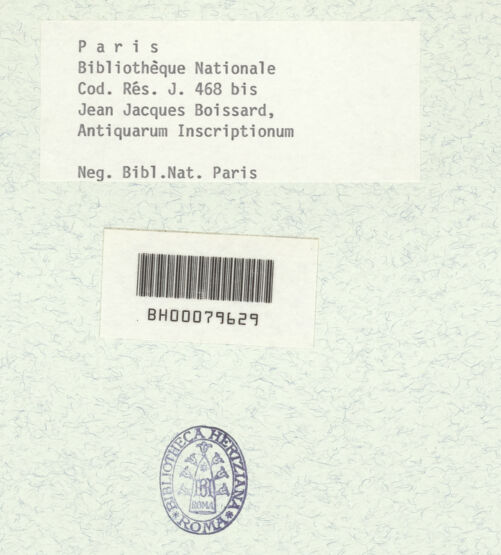 P a r i s
Bibliothèque Nationale
Cod. Rés. J. 468 bis
Jean Jacques Boissard,
Antiquarum Inscriptionum
Neg. Bibl.Nat. Paris
BH00079629
BIBLIOTHECA HERTZIANA
ROMA
ROMA